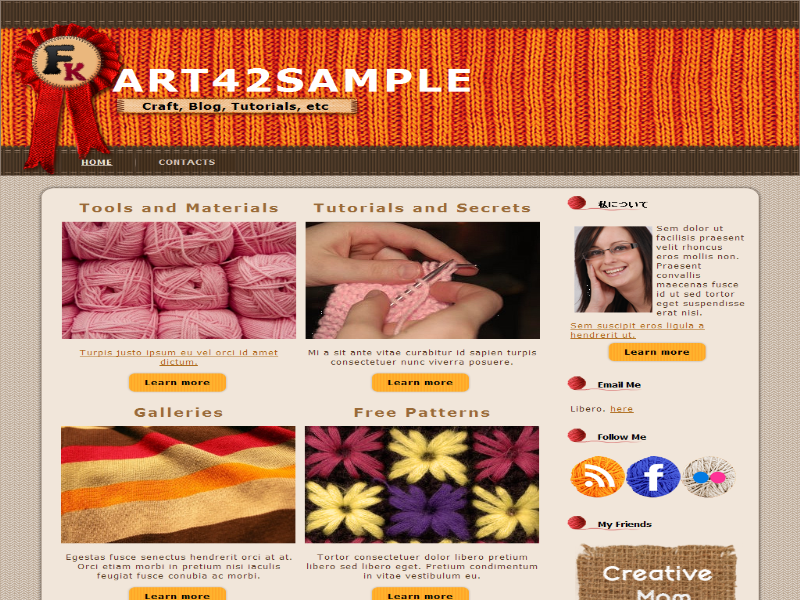 FK
ART42SAMPLE
Craft, Blog, Tutorials, etc
HOME
CONTACTS
Tools and Materials
Turpis justo ipsum eu vel orci id amet
dictum.
Learn more
Tutorials and Secrets
Mi a sit ante vitae curabitur id sapien turpis
consectetuer nunc viverra posuere.
Learn more
Galleries
Egestas fusce senectus hendrerit orci at at.
Orci etiam morbi in pretium nisi iaculis
feugiat fusce conubia ac morbi.
Learn more
Free Patterns
Tortor consectetuer dolor libero pretium
libero sed libero eget. Pretium condimentum
in vitae vestibulum eu.
Learn more
私について
Sem dolor ut
facilisis praesent
velit rhoncus
eros mollis non.
Praesent
convallis
maecenas fusce
id ut sed tortor
eget suspendisse
erat nisi.
Sem suscipit eros ligula a
hendrerit ut.
Learn more
Email Me
Libero. here
Follow Me
f
My Friends
Creative
Mom